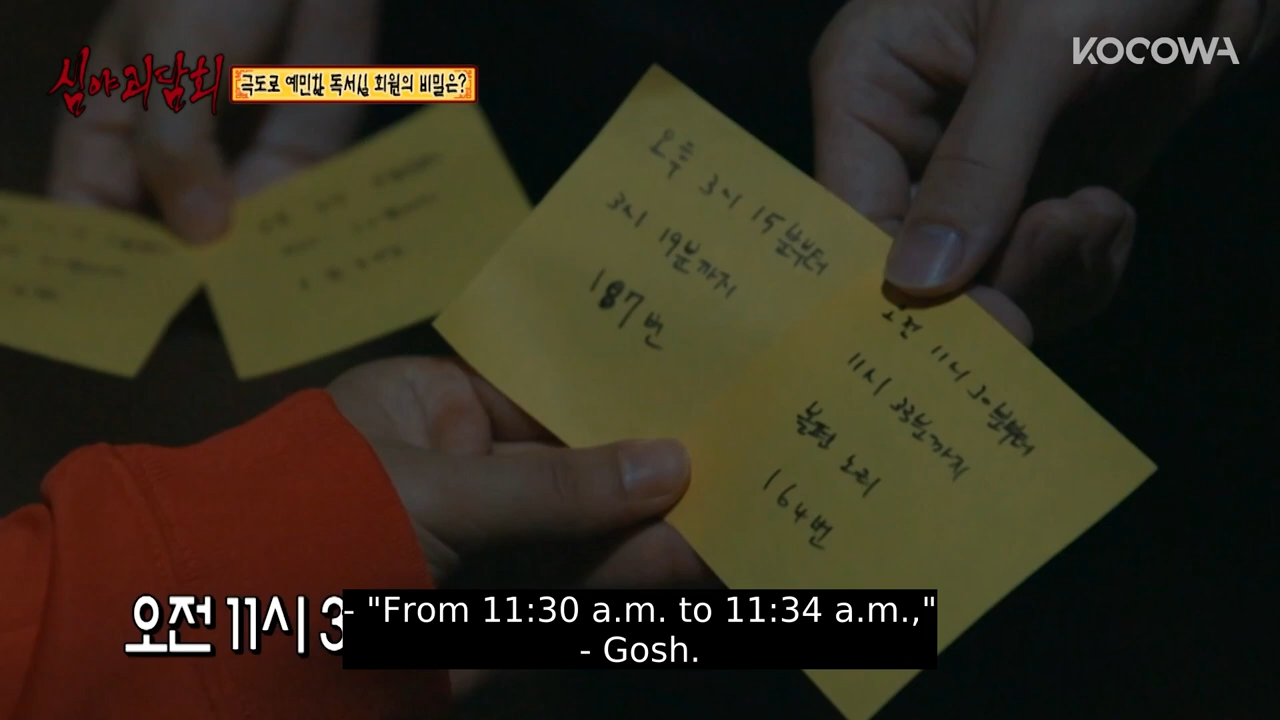 심야괴담회
극도로 예민한 독서실 회원의 비밀은?
KOCOWA
오후 3시 15분부터
3시 19분까지
187번
오전 11시 30분부터
11시 33분까지
볼펜 소리
164번
오전 11시 3
- "From 11:30 a.m. to 11:34 a.m.,"
- Gosh.